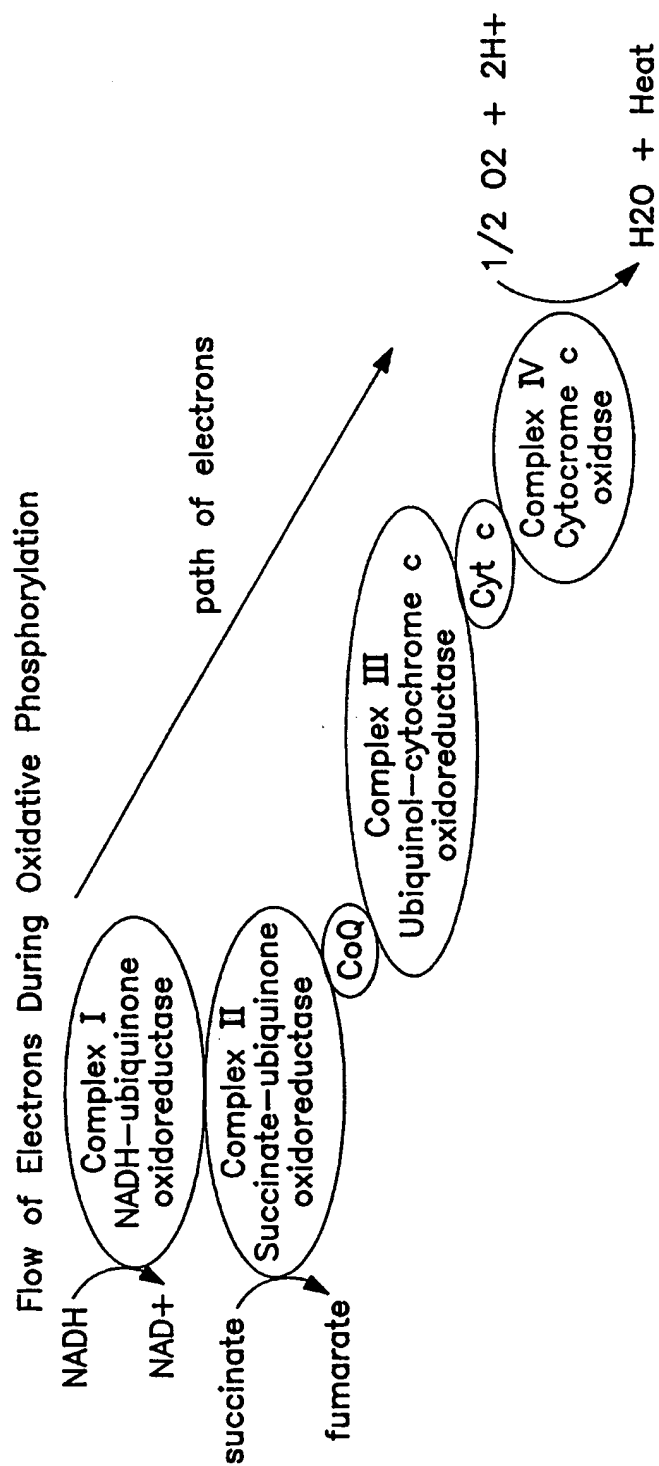 Flow of Electrons During Oxidative Phosphorylation
NADH
NAD+
Complex I
NADH-ubiquinone
oxidoreductase
succinate
fumarate
Complex II
Succinate-ubiquinone
oxidoreductase
path of electrons
CoQ
Complex III
Ubiquinol-cytochrome c
oxidoreductase
Cyt c
Complex IV
Cytocrome c
oxidase
1/2 O2 + 2H+
H2O + Heat